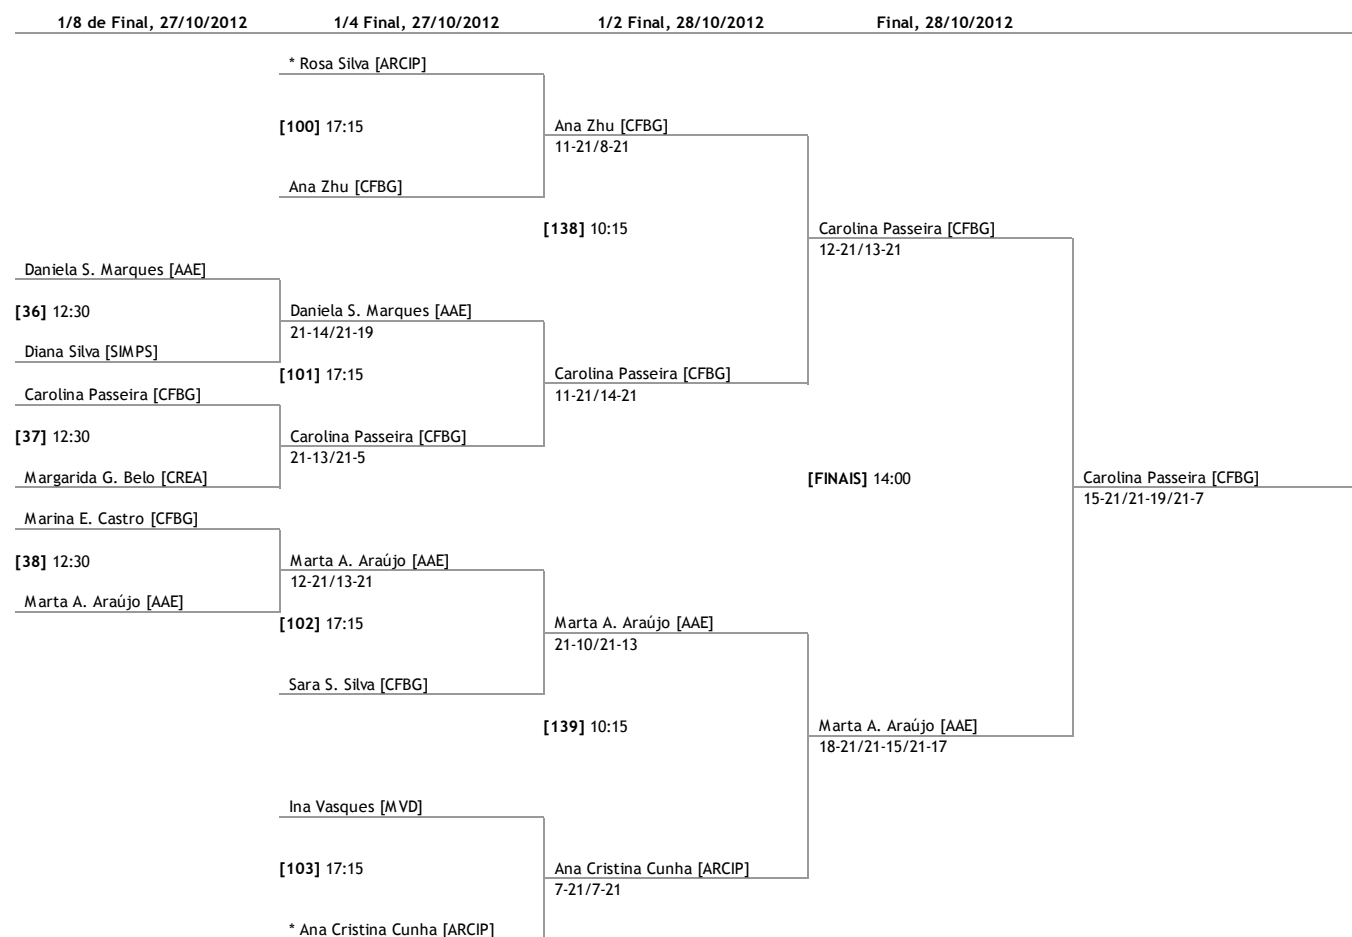 1/8 de Final, 27/10/2012 1/4 Final, 27/10/2012 1/2 Final, 28/10/2012 Final, 28/10/2012
* Rosa Silva [ARCIP]
[100] 17:15
Ana Zhu [CFBG]
11-21/8-21
Ana Zhu [CFBG]
[138] 10:15
Carolina Passeira [CFBG]
12-21/13-21
Daniela S. Marques [AAE]
[36] 12:30
Daniela S. Marques [AAE]
21-14/21-19
Diana Silva [SIMPS]
[101] 17:15
Carolina Passeira [CFBG]
11-21/14-21
Carolina Passeira [CFBG]
[37] 12:30
Carolina Passeira [CFBG]
21-13/21-5
Margarida G. Belo [CREA]
[FINAIS] 14:00
Carolina Passeira [CFBG]
15-21/21-19/21-7
Marina E. Castro [CFBG]
[38] 12:30
Marta A. Araújo [AAE]
12-21/13-21
Marta A. Araújo [AAE]
[102] 17:15
Marta A. Araújo [AAE]
21-10/21-13
Sara S. Silva [CFBG]
[139] 10:15
Marta A. Araújo [AAE]
18-21/21-15/21-17
Ina Vasques [MVD]
[103] 17:15
Ana Cristina Cunha [ARCIP]
7-21/7-21
* Ana Cristina Cunha [ARCIP]